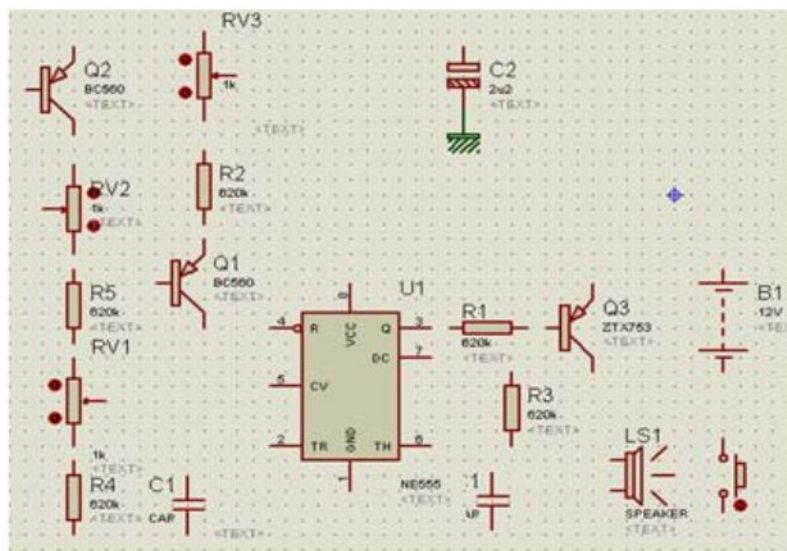 RV3
Q2
BC560
<TEXT>
1k
<TEXT>
C2
2u2
<TEXT>
RV2
1k
<TEXT>
R2
620k
<TEXT>
Q1
BC560
<TEXT>
R5
620k
<TEXT>
RV1
1k
<TEXT>
R4
620k
<TEXT>
C1
CAP
<TEXT>
U1
8
VCC
4
R
Q
3
DC
7
5
CV
2
TR
GND
TH
6
1
NE555
<TEXT>
R1
620k
<TEXT>
Q3
ZTX753
<TEXT>
R3
620k
<TEXT>
B1
12V
LS1
SPEAKER
<TEXT>